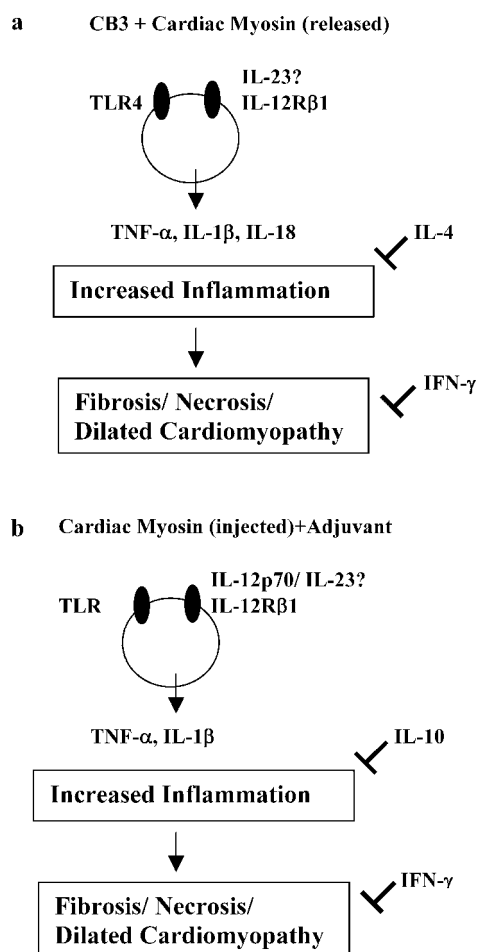 a CB3 + Cardiac Myosin (released)
IL-23?
TLR4 IL-12Rβ1
TNF-α, IL-1β, IL-18
IL-4
Increased Inflammation
IFN-γ
Fibrosis/ Necrosis/
Dilated Cardiomyopathy
b Cardiac Myosin (injected)+Adjuvant
IL-12p70/ IL-23?
TLR IL-12Rβ1
TNF-α, IL-1β
IL-10
Increased Inflammation
IFN-γ
Fibrosis/ Necrosis/
Dilated Cardiomyopathy